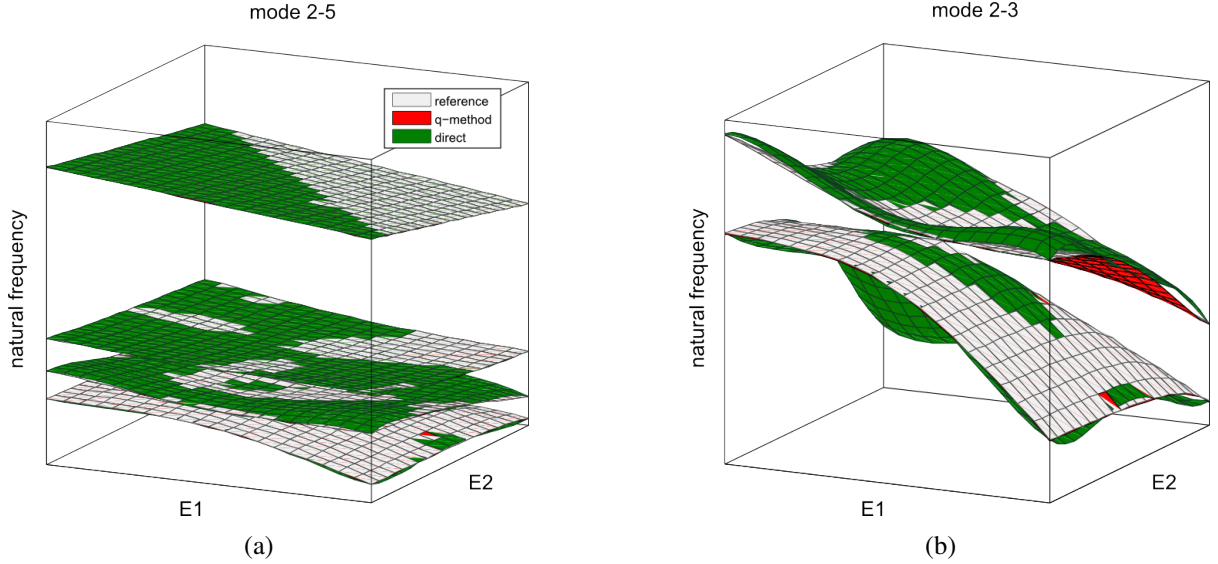 mode 2-5
mode 2-3
reference
q-method
direct
natural frequency
natural frequency
E1
E2
E1
E2
(a)
(b)